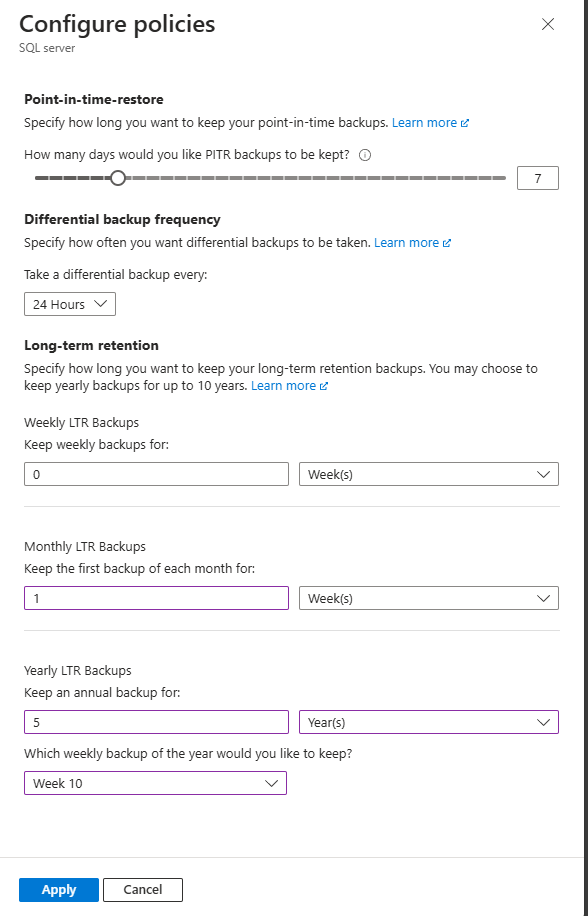 Configure policies
SQL server
Point-in-time-restore
Specify how long you want to keep your point-in-time backups. Learn more
How many days would you like PITR backups to be kept?
7
Differential backup frequency
Specify how often you want differential backups to be taken. Learn more
Take a differential backup every:
24 Hours
Long-term retention
Specify how long you want to keep your long-term retention backups. You may choose to
keep yearly backups for up to 10 years. Learn more
Weekly LTR Backups
Keep weekly backups for:
0 Week(s)
Monthly LTR Backups
Keep the first backup of each month for:
1 Week(s)
Yearly LTR Backups
Keep an annual backup for:
5 Year(s)
Which weekly backup of the year would you like to keep?
Week 10
Apply Cancel